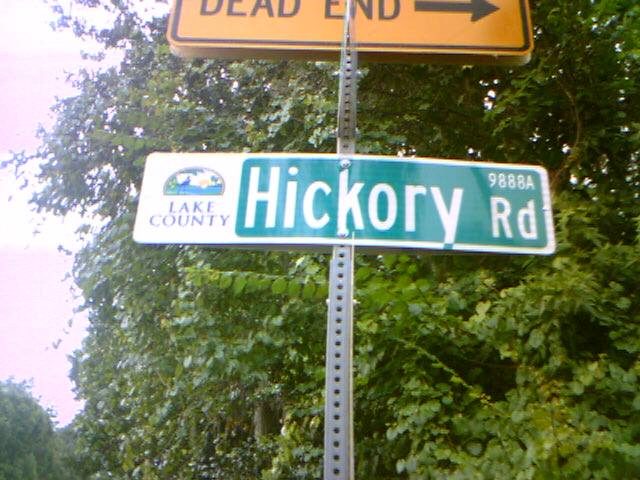 DEAD END
LAKE
COUNTY
Hickory Rd
9888A